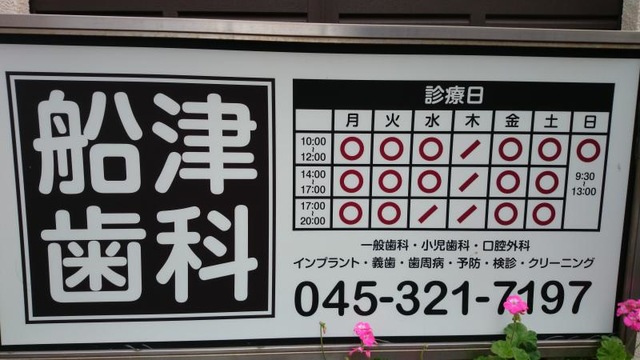 船津
歯科
診療日
月 火 水 木 金 土 日
10:00~12:00 ○ ○ ○ / ○ ○ ○
14:00~17:00 ○ ○ ○ / ○ ○ 9:30~13:00
17:00~20:00 ○ ○ / / ○ ○
一般歯科・小児歯科・口腔外科
インプラント・義歯・歯周病・予防・検診・クリーニング
045-321-7197